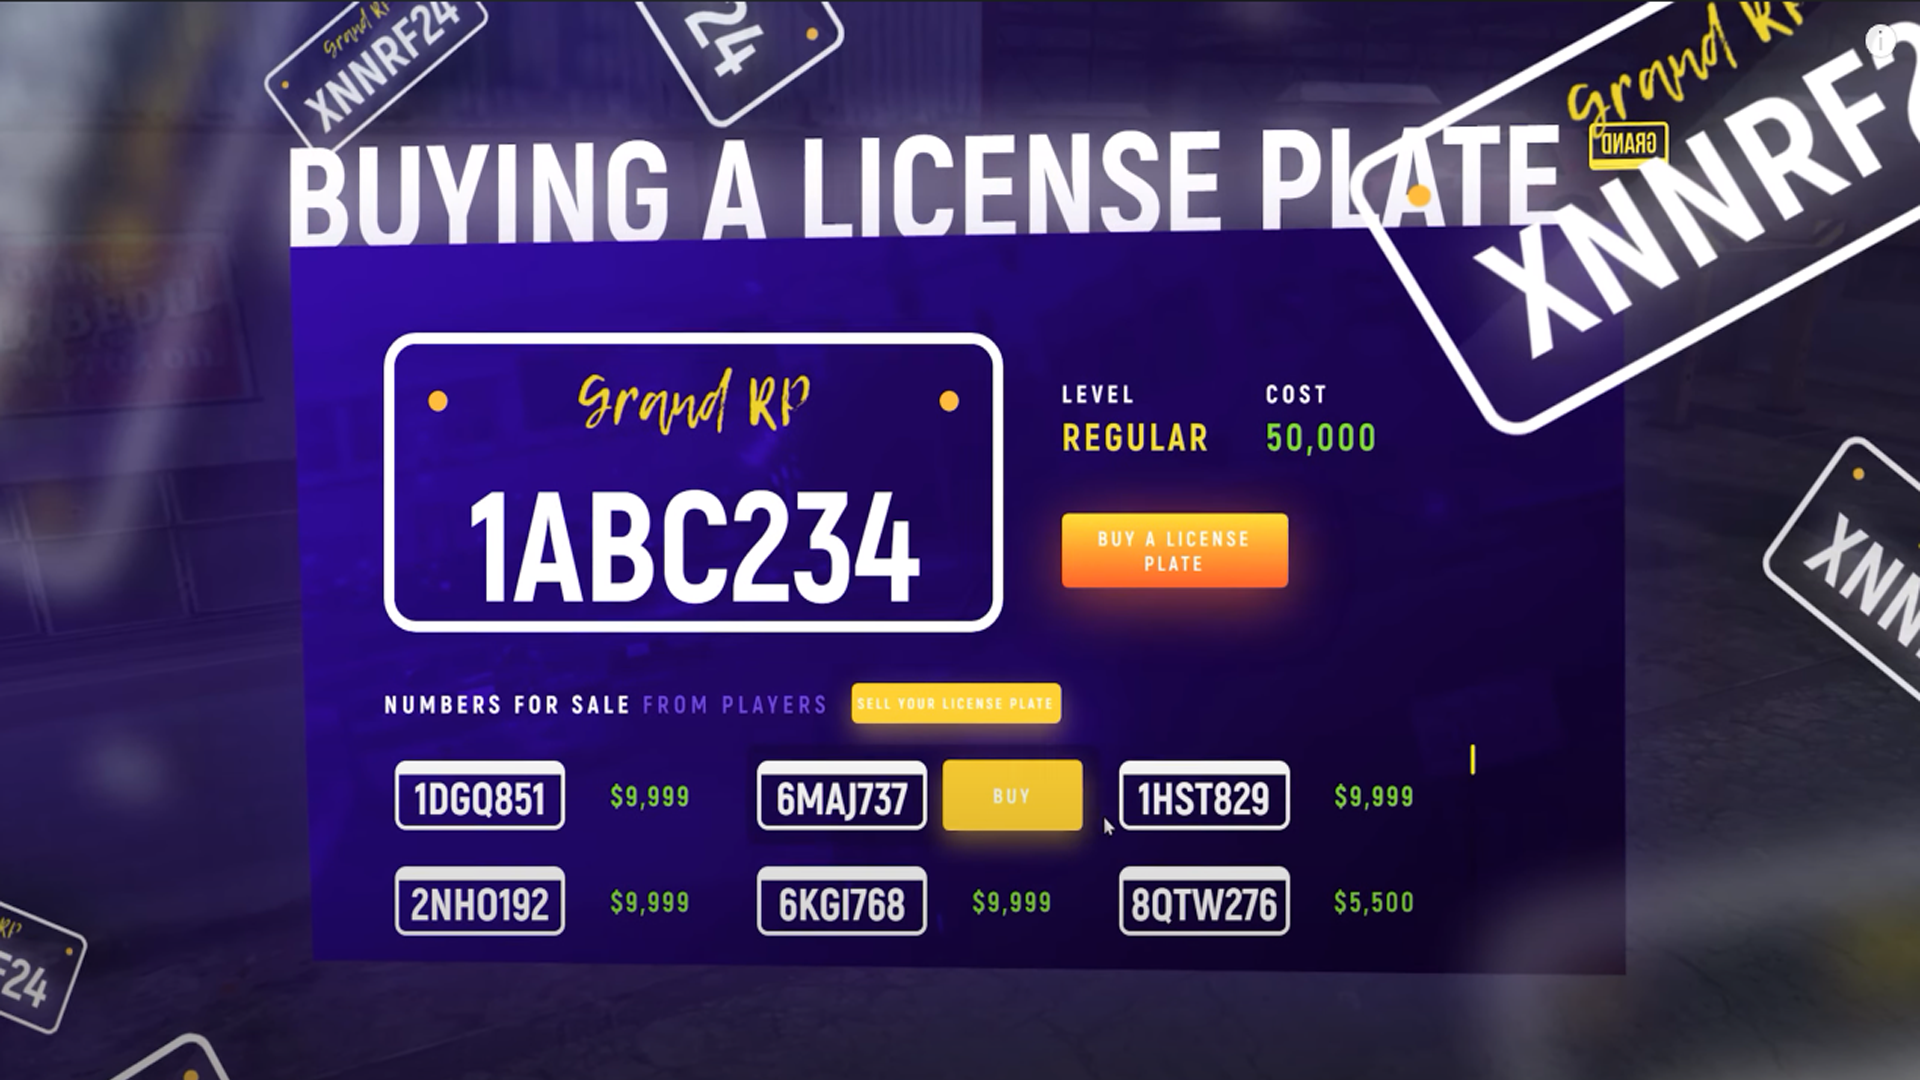 Grand RP
XNNRF24
24
Grand RP
XNNRF2
BUYING A LICENSE PLATE
GRAND
Grand RP
1ABC234
LEVEL
REGULAR
COST
50,000
BUY A LICENSE
PLATE
XNN
NUMBERS FOR SALE FROM PLAYERS
SELL YOUR LICENSE PLATE
1DGQ851 $9,999
6MAJ737 BUY
1HST829 $9,999
2NHO192 $9,999
6KGI768 $9,999
8QTW276 $5,500
RP
F24